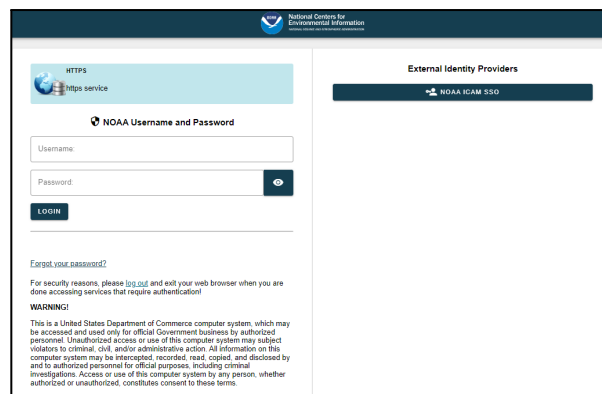 National Centers for
Environmental Information
NATIONAL OCEANIC AND ATMOSPHERIC ADMINISTRATION
HTTPS
https service
NOAA Username and Password
Username:
Password:
LOGIN
Forgot your password?
For security reasons, please log out and exit your web browser when you are
done accessing services that require authentication!
WARNING!
This is a United States Department of Commerce computer system, which may
be accessed and used only for official Government business by authorized
personnel. Unauthorized access or use of this computer system may subject
violators to criminal, civil, and/or administrative action. All information on this
computer system may be intercepted, recorded, read, copied, and disclosed by
and to authorized personnel for official purposes, including criminal
investigations. Access or use of this computer system by any person, whether
authorized or unauthorized, constitutes consent to these terms.
External Identity Providers
NOAA ICAM SSO